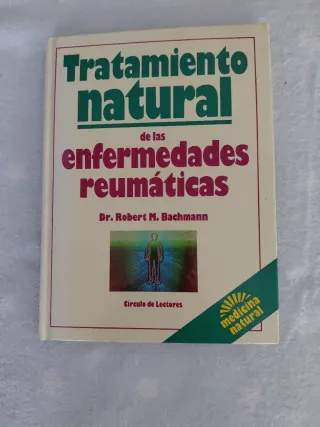 Tratamiento
natural
de las
enfermedades
reumáticas
Dr. Robert M. Bachmann
Círculo de Lectores
medicina
natural